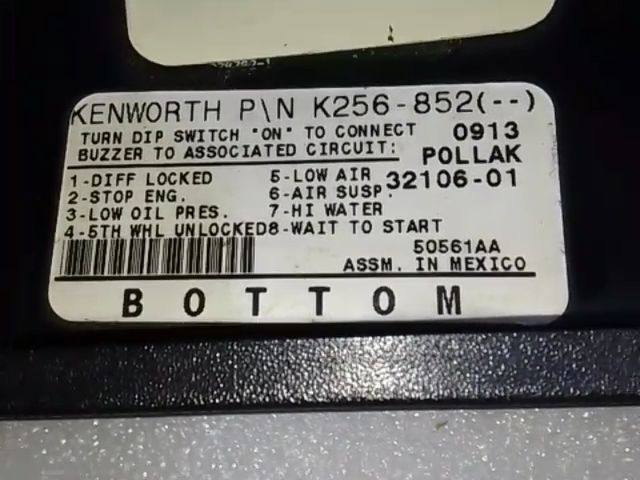 KENWORTH P\N K256-852(--)
TURN DIP SWITCH "ON" TO CONNECT 0913
BUZZER TO ASSOCIATED CIRCUIT: POLLAK
1-DIFF LOCKED 5-LOW AIR 32106-01
2-STOP ENG. 6-AIR SUSP.
3-LOW OIL PRES. 7-HI WATER
4-5TH WHL UNLOCKED 8-WAIT TO START
50561AA
ASSM. IN MEXICO
BOTTOM